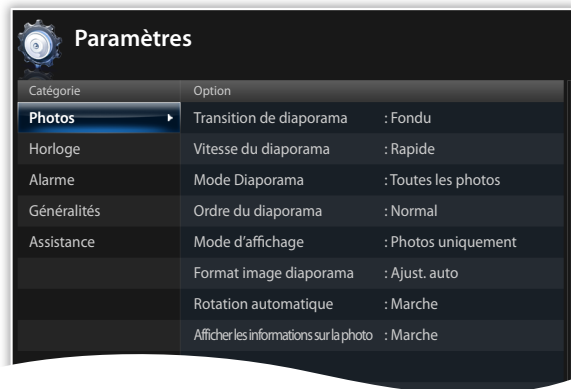 Paramètres
Catégorie Option
Photos Transition de diaporama : Fondu
Horloge Vitesse du diaporama : Rapide
Alarme Mode Diaporama : Toutes les photos
Généralités Ordre du diaporama : Normal
Assistance Mode d'affichage : Photos uniquement
Format image diaporama : Ajust. auto
Rotation automatique : Marche
Afficher les informations sur la photo : Marche